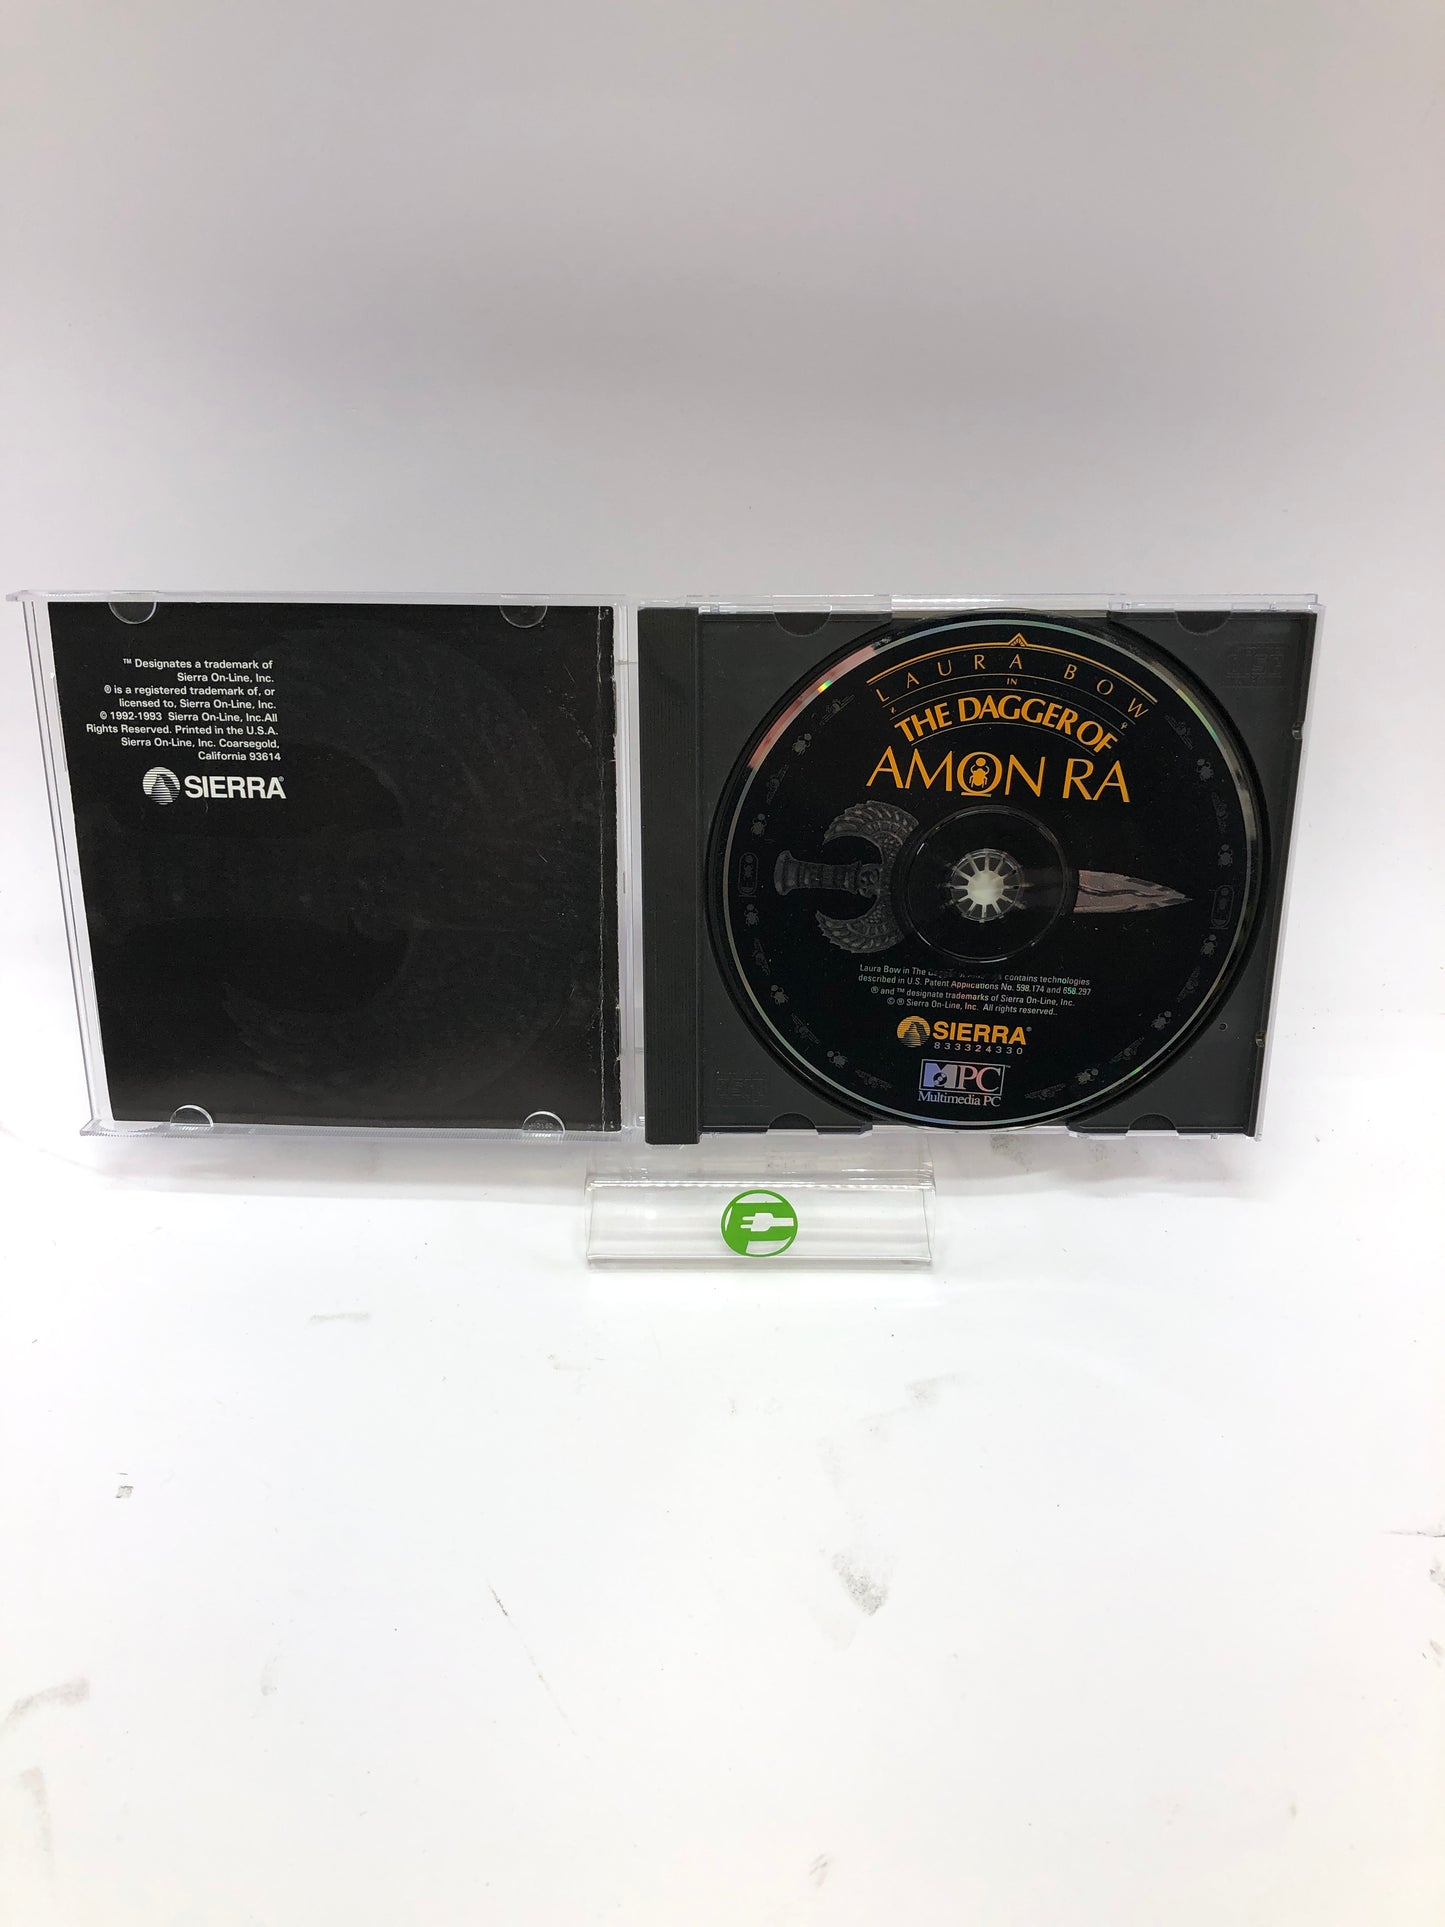 ™ Designates a trademark of
Sierra On-Line, Inc.
® is a registered trademark of, or
licensed to, Sierra On-Line, Inc.
© 1992-1993 Sierra On-Line, Inc.All
Rights Reserved. Printed in the U.S.A.
Sierra On-Line, Inc. Coarsegold,
California 93614
SIERRA®
LAURA BOW
IN
THE DAGGER OF
AMON RA
Laura Bow in The contains technologies
described in U.S. Patent Applications No. 598.174 and 658.297
® and ™ designate trademarks of Sierra On-Line, Inc.
© ® Sierra On-Line, Inc. All rights reserved..
SIERRA®
833324330
MPC™
Multimedia PC